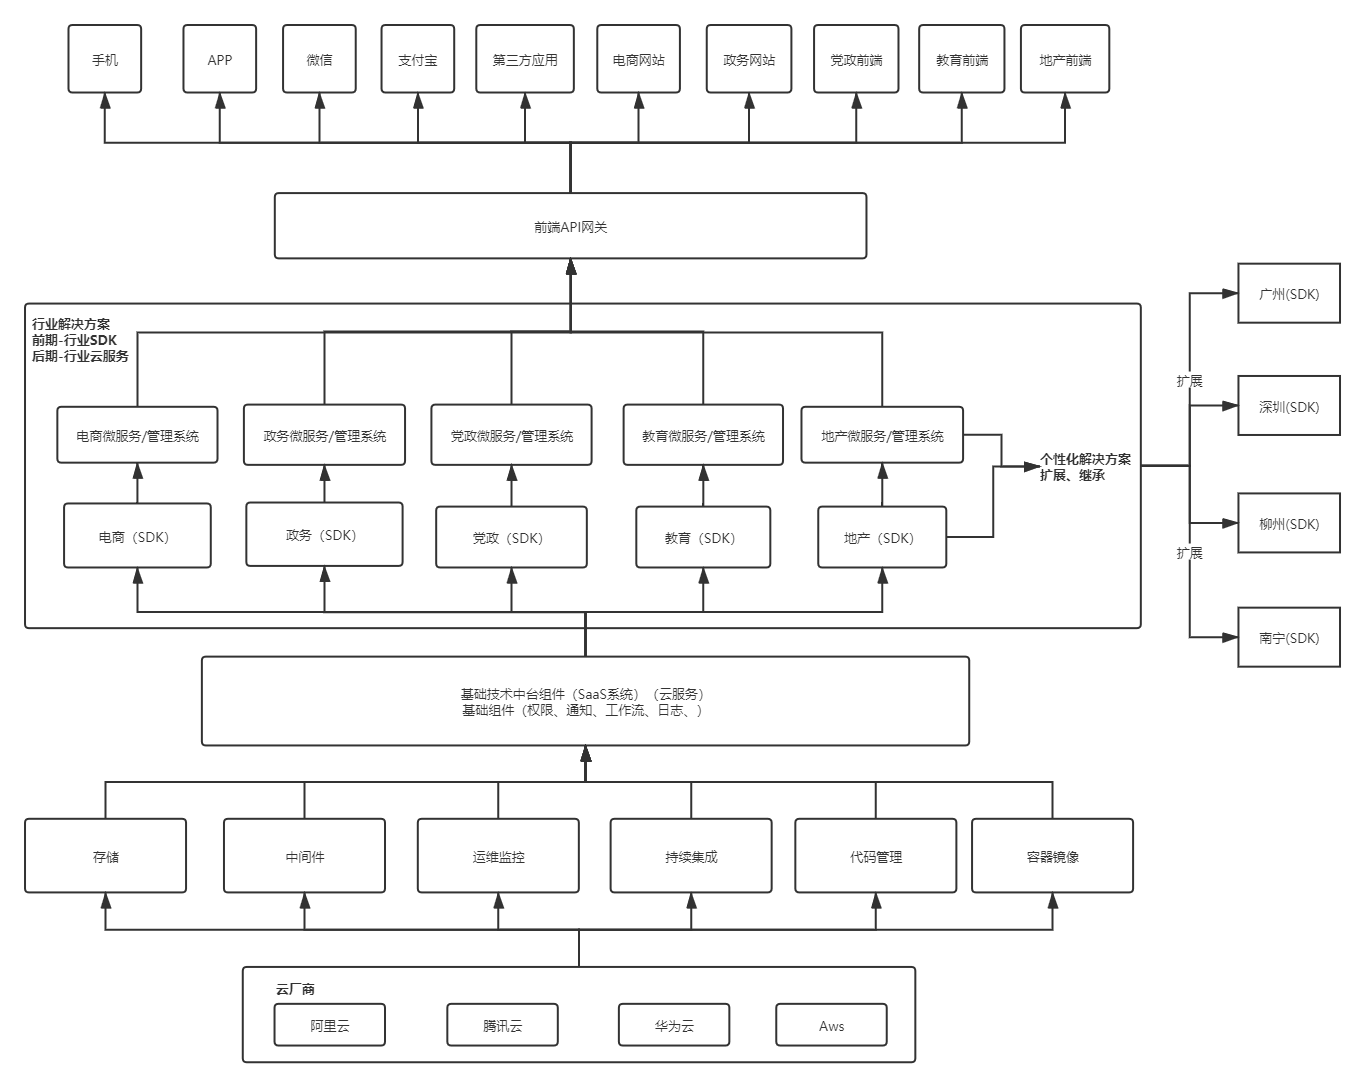 手机
APP
微信
支付宝
第三方应用
电商网站
政务网站
党政前端
教育前端
地产前端
前端API网关
行业解决方案
前期-行业SDK
后期-行业云服务
电商微服务/管理系统
政务微服务/管理系统
党政微服务/管理系统
教育微服务/管理系统
地产微服务/管理系统
个性化解决方案
扩展、继承
电商（SDK）
政务（SDK）
党政（SDK）
教育（SDK）
地产（SDK）
广州(SDK)
扩展
深圳(SDK)
柳州(SDK)
扩展
南宁(SDK)
基础技术中台组件（SaaS系统）（云服务）
基础组件（权限、通知、工作流、日志、）
存储
中间件
运维监控
持续集成
代码管理
容器镜像
云厂商
阿里云
腾讯云
华为云
Aws